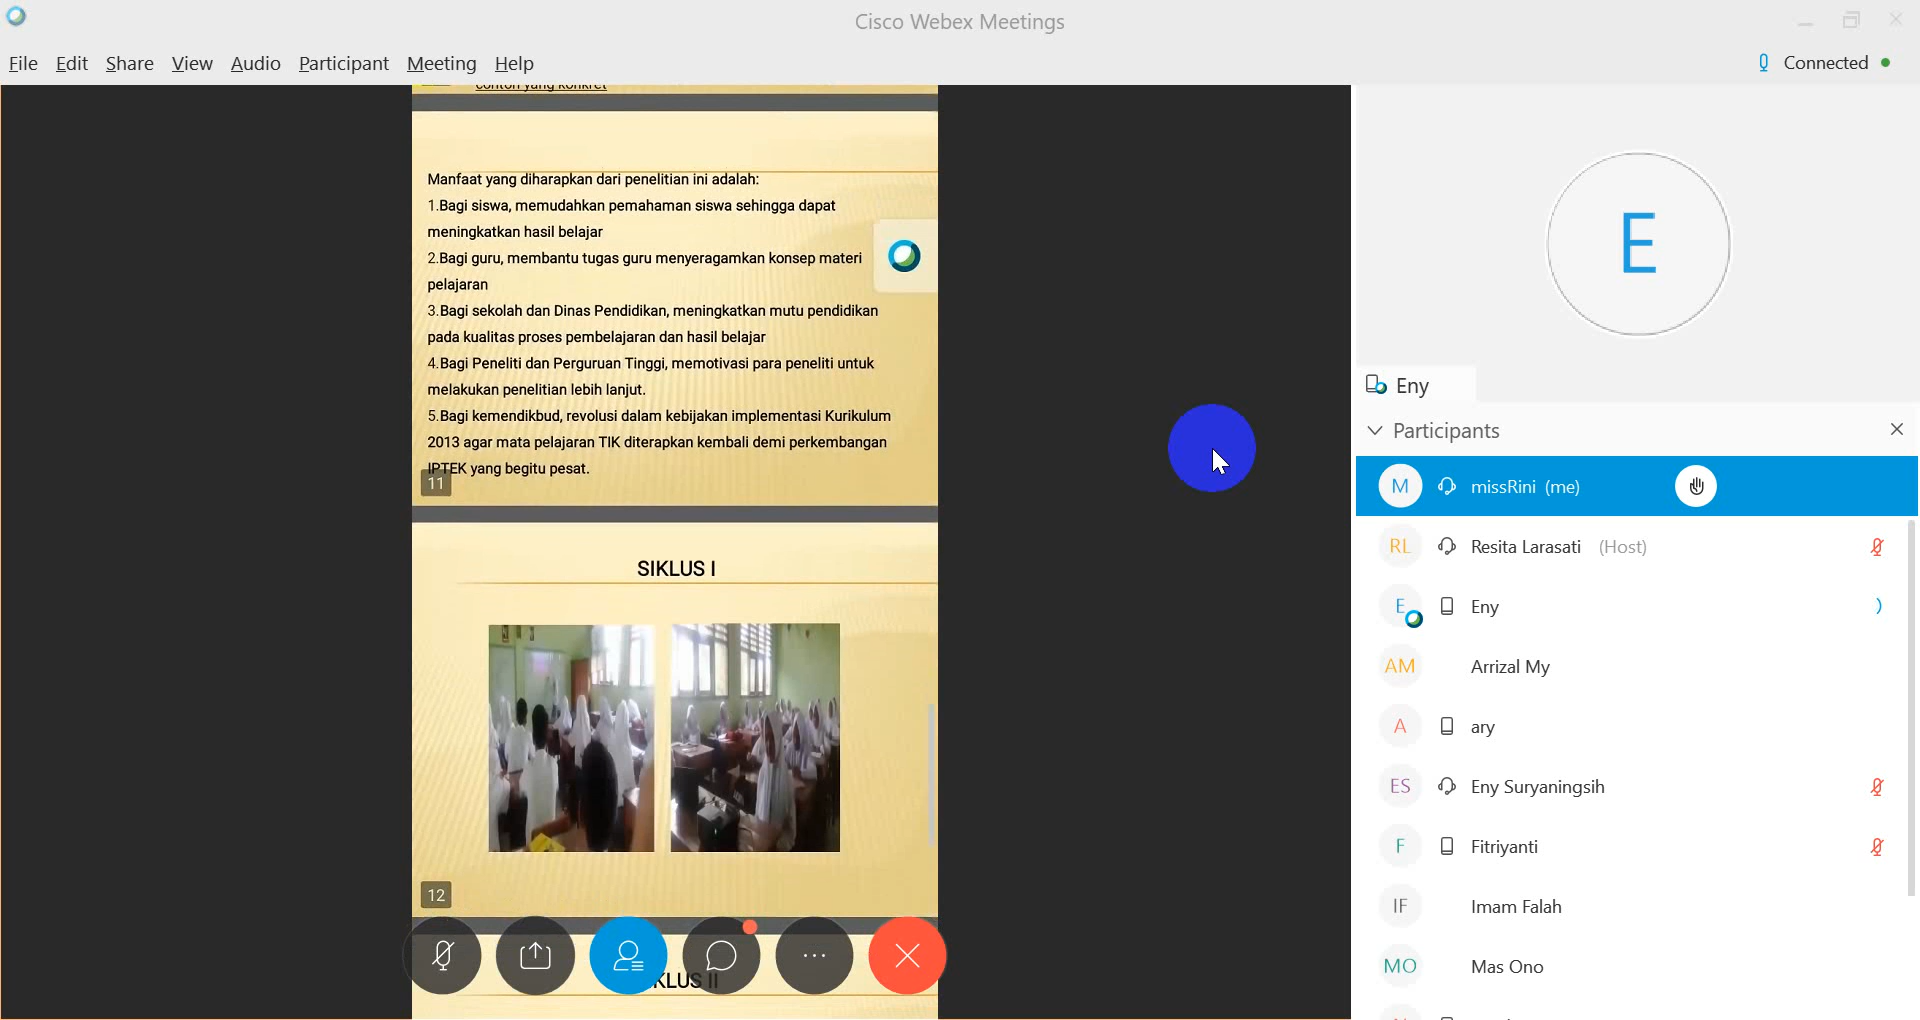 Cisco Webex Meetings
File Edit Share View Audio Participant Meeting Help
Connected
contoh yang konkret
Manfaat yang diharapkan dari penelitian ini adalah:
1.Bagi siswa, memudahkan pemahaman siswa sehingga dapat
meningkatkan hasil belajar
2.Bagi guru, membantu tugas guru menyeragamkan konsep materi
pelajaran
3.Bagi sekolah dan Dinas Pendidikan, meningkatkan mutu pendidikan
pada kualitas proses pembelajaran dan hasil belajar
4.Bagi Peneliti dan Perguruan Tinggi, memotivasi para peneliti untuk
melakukan penelitian lebih lanjut.
5.Bagi kemendikbud, revolusi dalam kebijakan implementasi Kurikulum
2013 agar mata pelajaran TIK diterapkan kembali demi perkembangan
IPTEK yang begitu pesat.
11
SIKLUS I
12
KLUS II
E
Eny
Participants
M missRini (me)
RL Resita Larasati (Host)
E Eny
AM Arrizal My
A ary
ES Eny Suryaningsih
F Fitriyanti
IF Imam Falah
MO Mas Ono